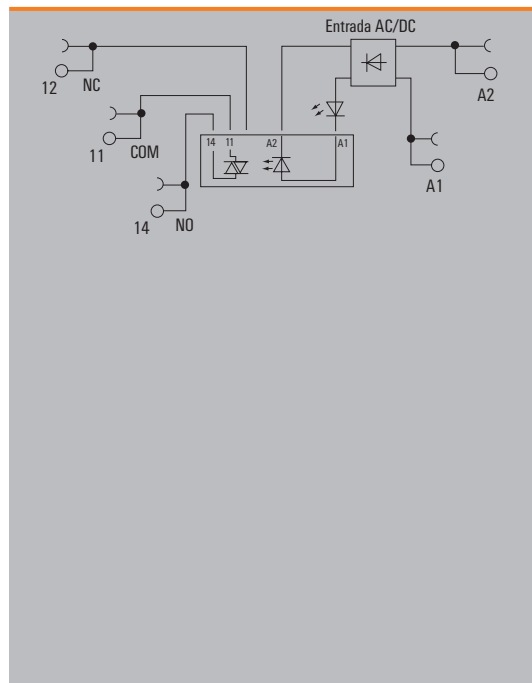 Entrada AC/DC
12 NC
A2
11 COM
14 11 A2 A1
A1
14 NO